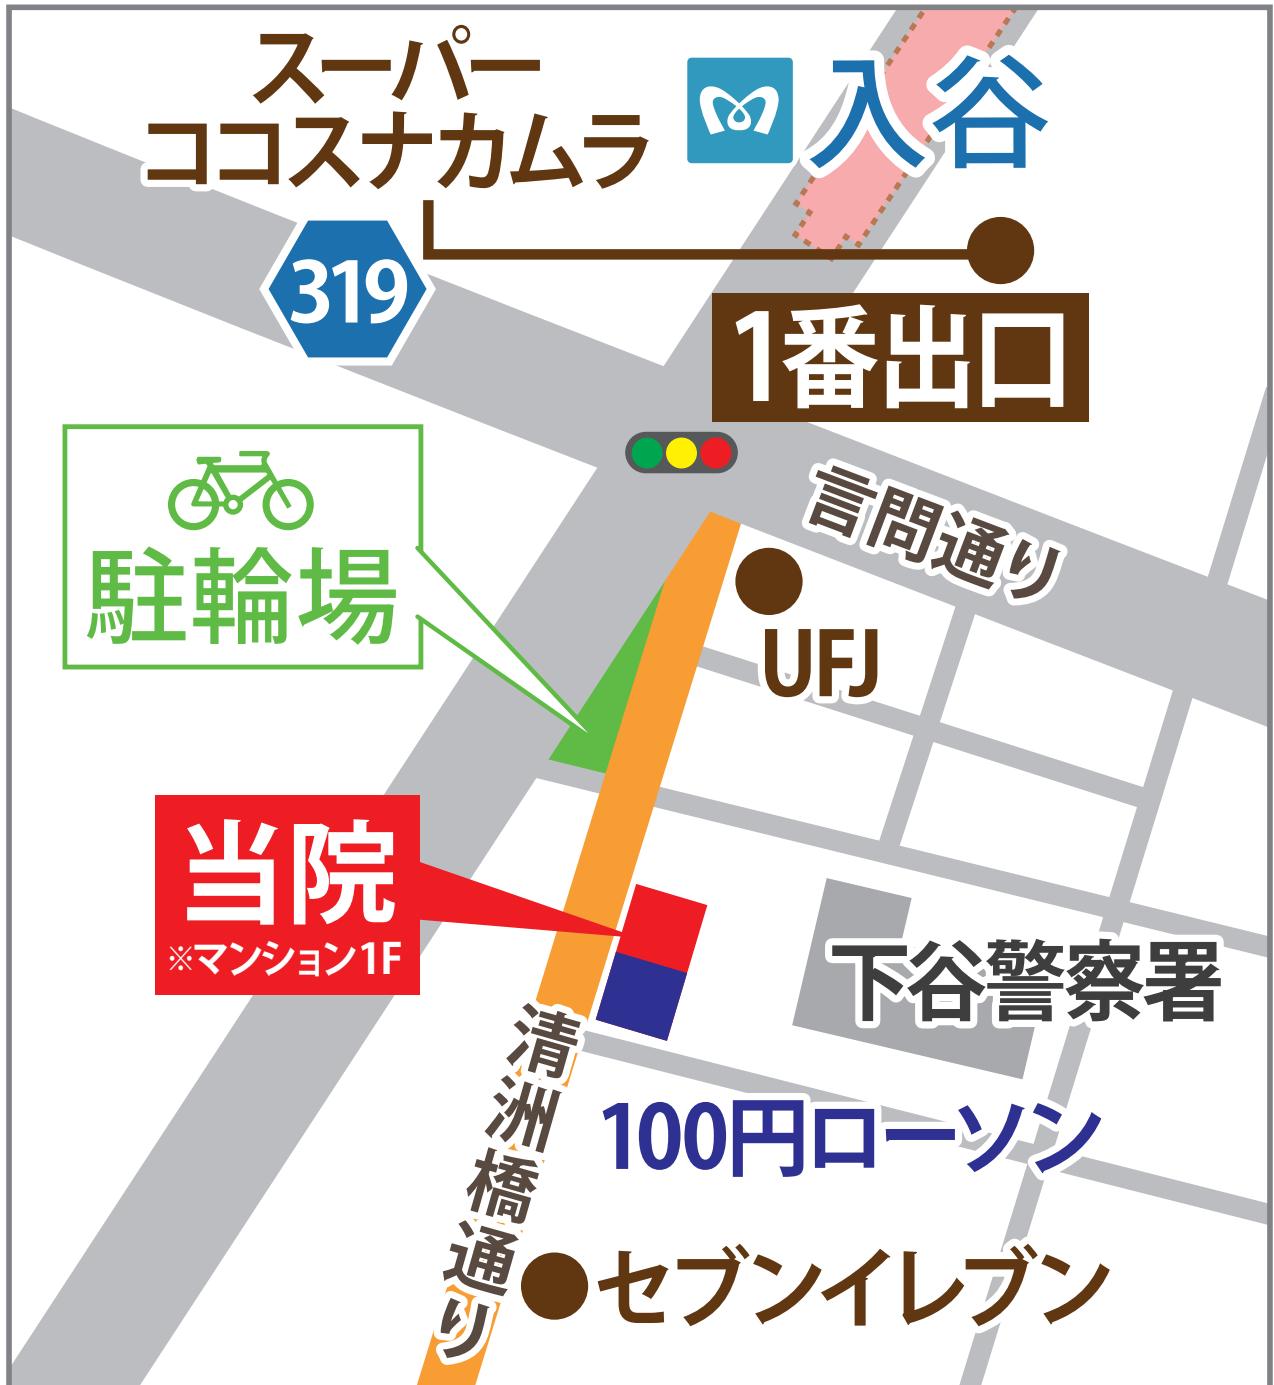 スーパー
ココスナカムラ
入谷
319
1番出口
言問通り
駐輪場
UFJ
当院
※マンション1F
下谷警察署
清洲橋通り
100円ローソン
セブンイレブン